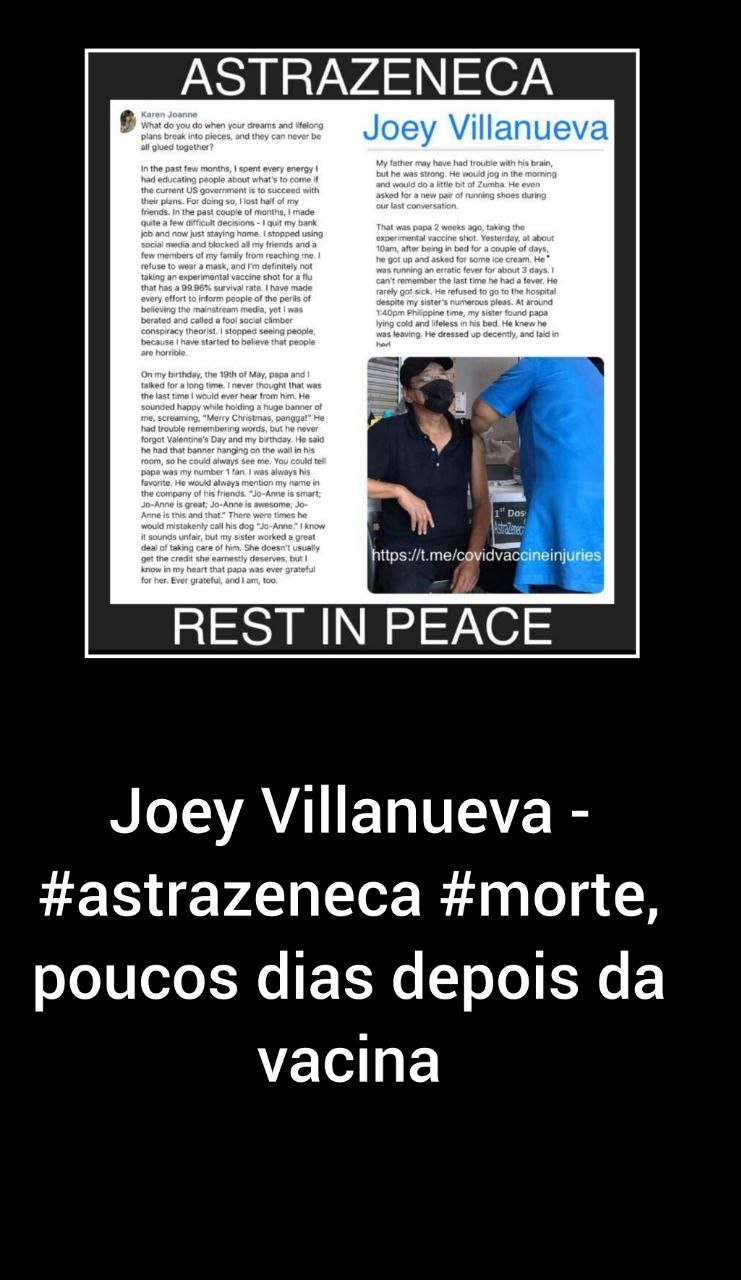 ASTRAZENECA
Karen Joanne
What do you do when your dreams and lifelong
plans break into pieces, and they can never be
all glued together?
In the past few months, I spent every energy I
had educating people about what's to come if
the current US government is to succeed with
their plans. For doing so, I lost half of my
friends. In the past couple of months, I made
quite a few difficult decisions - I quit my bank
job and now just staying home. I stopped using
social media and blocked all my friends and a
few members of my family from reaching me. I
refuse to wear a mask, and I'm definitely not
taking an experimental vaccine shot for a flu
that has a 99.96% survival rate. I have made
every effort to inform people of the perils of
believing the mainstream media, yet I was
berated and called a fool social climber
conspiracy theorist. I stopped seeing people,
because I have started to believe that people
are horrible.
On my birthday, the 19th of May, papa and I
talked for a long time. I never thought that was
the last time I would ever hear from him. He
sounded happy while holding a huge banner of
me, screaming, "Merry Christmas, pangga!" He
had trouble remembering words, but he never
forgot Valentine's Day and my birthday. He said
he had that banner hanging on the wall in his
room, so he could always see me. You could tell
papa was my number 1 fan. I was always his
favorite. He would always mention my name in
the company of his friends. "Jo-Anne is smart;
Jo-Anne is great; Jo-Anne is awesome; Jo-
Anne is this and that." There were times he
would mistakenly call his dog "Jo-Anne." I know
it sounds unfair, but my sister worked a great
deal of taking care of him. She doesn't usually
get the credit she earnestly deserves, but I
know in my heart that papa was ever grateful
for her. Ever grateful, and I am, too.
Joey Villanueva
My father may have had trouble with his brain,
but he was strong. He would jog in the morning
and would do a little bit of Zumba. He even
asked for a new pair of running shoes during
our last conversation.
That was papa 2 weeks ago, taking the
experimental vaccine shot. Yesterday, at about
10am, after being in bed for a couple of days,
he got up and asked for some ice cream. He
was running an erratic fever for about 3 days. I
can't remember the last time he had a fever. He
rarely got sick. He refused to go to the hospital
despite my sister's numerous pleas. At around
1:40pm Philippine time, my sister found papa
lying cold and lifeless in his bed. He knew he
was leaving. He dressed up decently, and laid in
bed
1st Dos
AstraZenec
https://t.me/covidvaccineinjuries
REST IN PEACE
Joey Villanueva -
#astrazeneca #morte,
poucos dias depois da
vacina